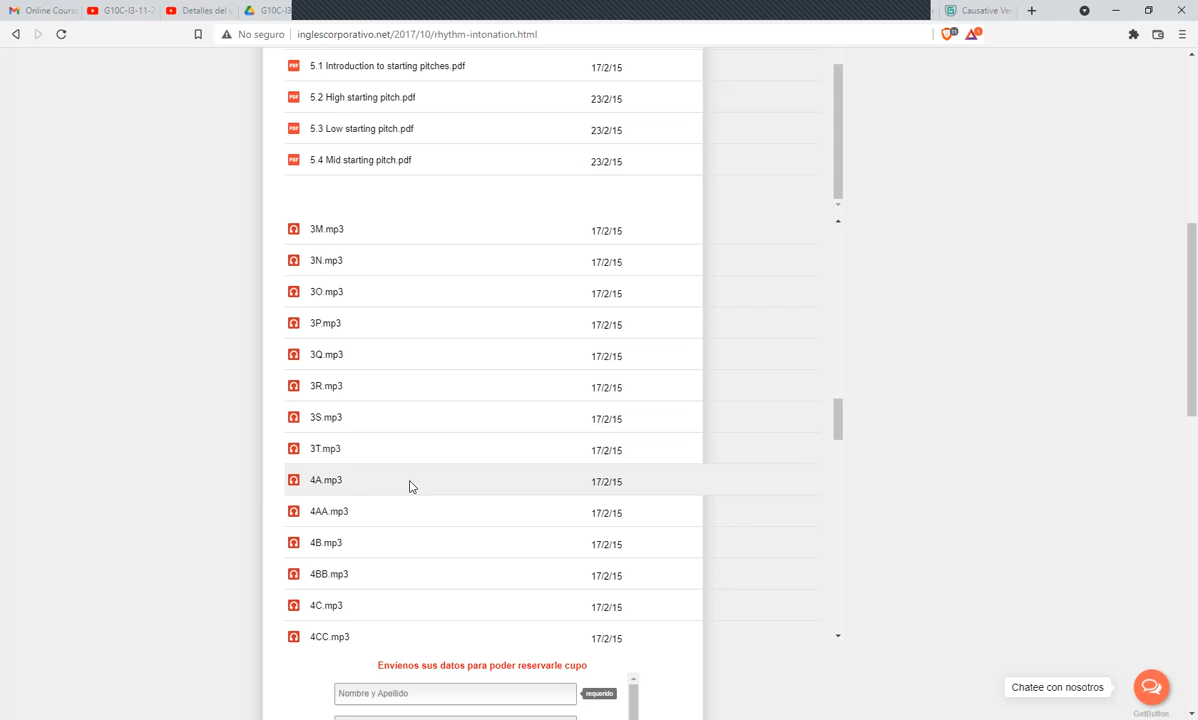 Online Course
G10C-I3-11-2
Detalles del v
G10C-I3
Causative Ver
No seguro
inglescorporativo.net/2017/10/rhythm-intonation.html
PDF 5.1 Introduction to starting pitches.pdf 17/2/15
PDF 5.2 High starting pitch.pdf 23/2/15
PDF 5.3 Low starting pitch.pdf 23/2/15
PDF 5.4 Mid starting pitch.pdf 23/2/15
3M.mp3 17/2/15
3N.mp3 17/2/15
3O.mp3 17/2/15
3P.mp3 17/2/15
3Q.mp3 17/2/15
3R.mp3 17/2/15
3S.mp3 17/2/15
3T.mp3 17/2/15
4A.mp3 17/2/15
4AA.mp3 17/2/15
4B.mp3 17/2/15
4BB.mp3 17/2/15
4C.mp3 17/2/15
4CC.mp3 17/2/15
Envíenos sus datos para poder reservarle cupo
Nombre y Apellido requerido
Chatee con nosotros
GetButton